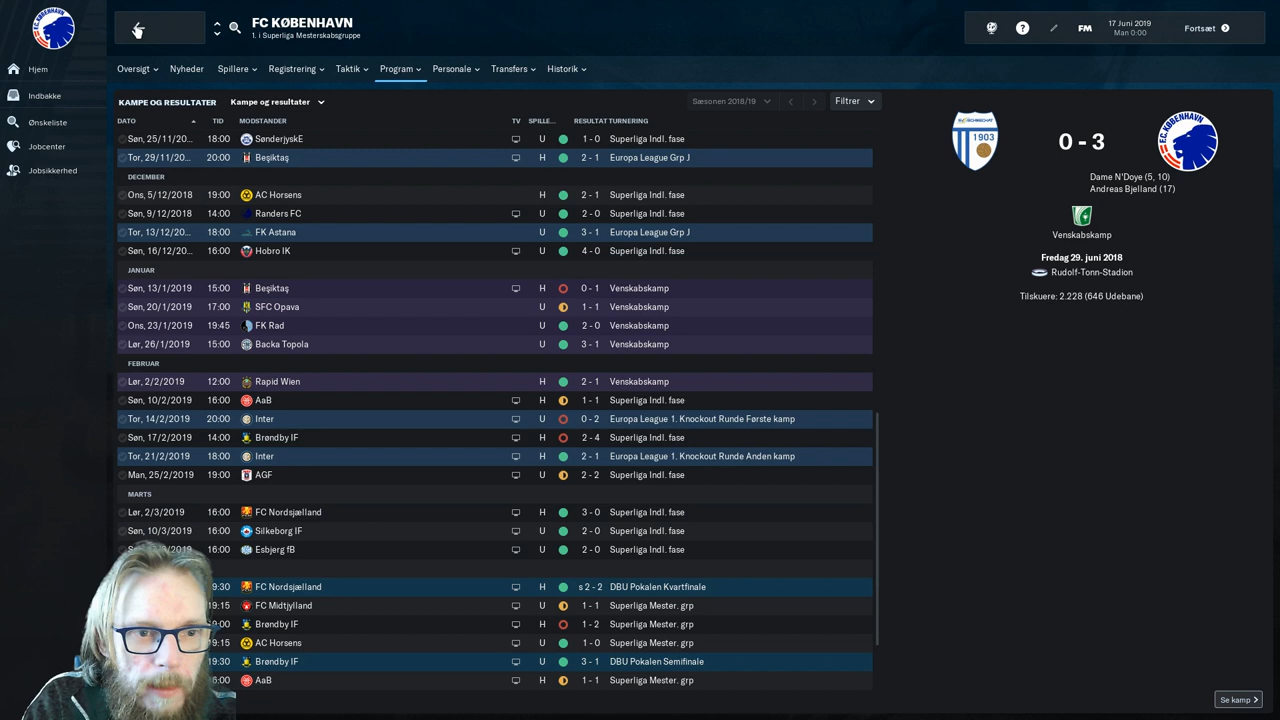 FC KØBENHAVN
1. i Superliga Mesterskabsgruppe
17 Juni 2019
Man 0:00
FM
Fortsæt
Hjem
Indbakke
Ønskeliste
Jobcenter
Jobsikkerhed
Oversigt Nyheder Spillere Registrering Taktik Program Personale Transfers Historik
KAMPE OG RESULTATER Kampe og resultater Sæsonen 2018/19 Filtrer
DATO TID MODSTANDER TV SPILLE... RESULTAT TURNERING
Søn, 25/11/20... 18:00 1 - 0 Superliga Indl. fase
Tor, 29/11/20... 20:00 Beşiktaş H 2 - 1 Europa League Grp J
DECEMBER
Ons, 5/12/2018 19:00 AC Horsens H 2 - 1 Superliga Indl. fase
Søn, 9/12/2018 14:00 Randers FC U 2 - 0 Superliga Indl. fase
Tor, 13/12/20... 18:00 FK Astana U 3 - 1 Europa League Grp J
Søn, 16/12/20... 16:00 Hobro IK H 4 - 0 Superliga Indl. fase
JANUAR
Søn, 13/1/2019 15:00 Beşiktaş H 0 - 1 Venskabskamp
Søn, 20/1/2019 17:00 SFC Opava U 1 - 1 Venskabskamp
Ons, 23/1/2019 19:45 FK Rad U 2 - 0 Venskabskamp
Lør, 26/1/2019 15:00 Backa Topola U 3 - 1 Venskabskamp
FEBRUAR
Lør, 2/2/2019 12:00 Rapid Wien H 2 - 1 Venskabskamp
Søn, 10/2/2019 16:00 AaB H 1 - 1 Superliga Indl. fase
Tor, 14/2/2019 20:00 Inter U 0 - 2 Europa League 1. Knockout Runde Første kamp
Søn, 17/2/2019 14:00 Brøndby IF H 2 - 4 Superliga Indl. fase
Tor, 21/2/2019 18:00 Inter H 2 - 1 Europa League 1. Knockout Runde Anden kamp
Man, 25/2/2019 19:00 AGF U 2 - 2 Superliga Indl. fase
MARTS
Lør, 2/3/2019 16:00 FC Nordsjælland H 3 - 0 Superliga Indl. fase
Søn, 10/3/2019 16:00 Silkeborg IF U 2 - 0 Superliga Indl. fase
16:00 Esbjerg fB U 2 - 0 Superliga Indl. fase
9:30 FC Nordsjælland H s 2 - 2 DBU Pokalen Kvartfinale
19:15 FC Midtjylland U 1 - 1 Superliga Mester. grp
Brøndby IF H 1 - 2 Superliga Mester. grp
19:15 AC Horsens U 1 - 0 Superliga Mester. grp
19:30 Brøndby IF U 3 - 1 DBU Pokalen Semifinale
6:00 AaB H 1 - 1 Superliga Mester. grp
SV SCHWECHAT
1903
0 - 3
F.C. KØBENHAVN
Dame N'Doye (5, 10)
Andreas Bjelland (17)
Venskabskamp
Fredag 29. juni 2018
Rudolf-Tonn-Stadion
Tilskuere: 2.228 (646 Udebane)
Se kamp